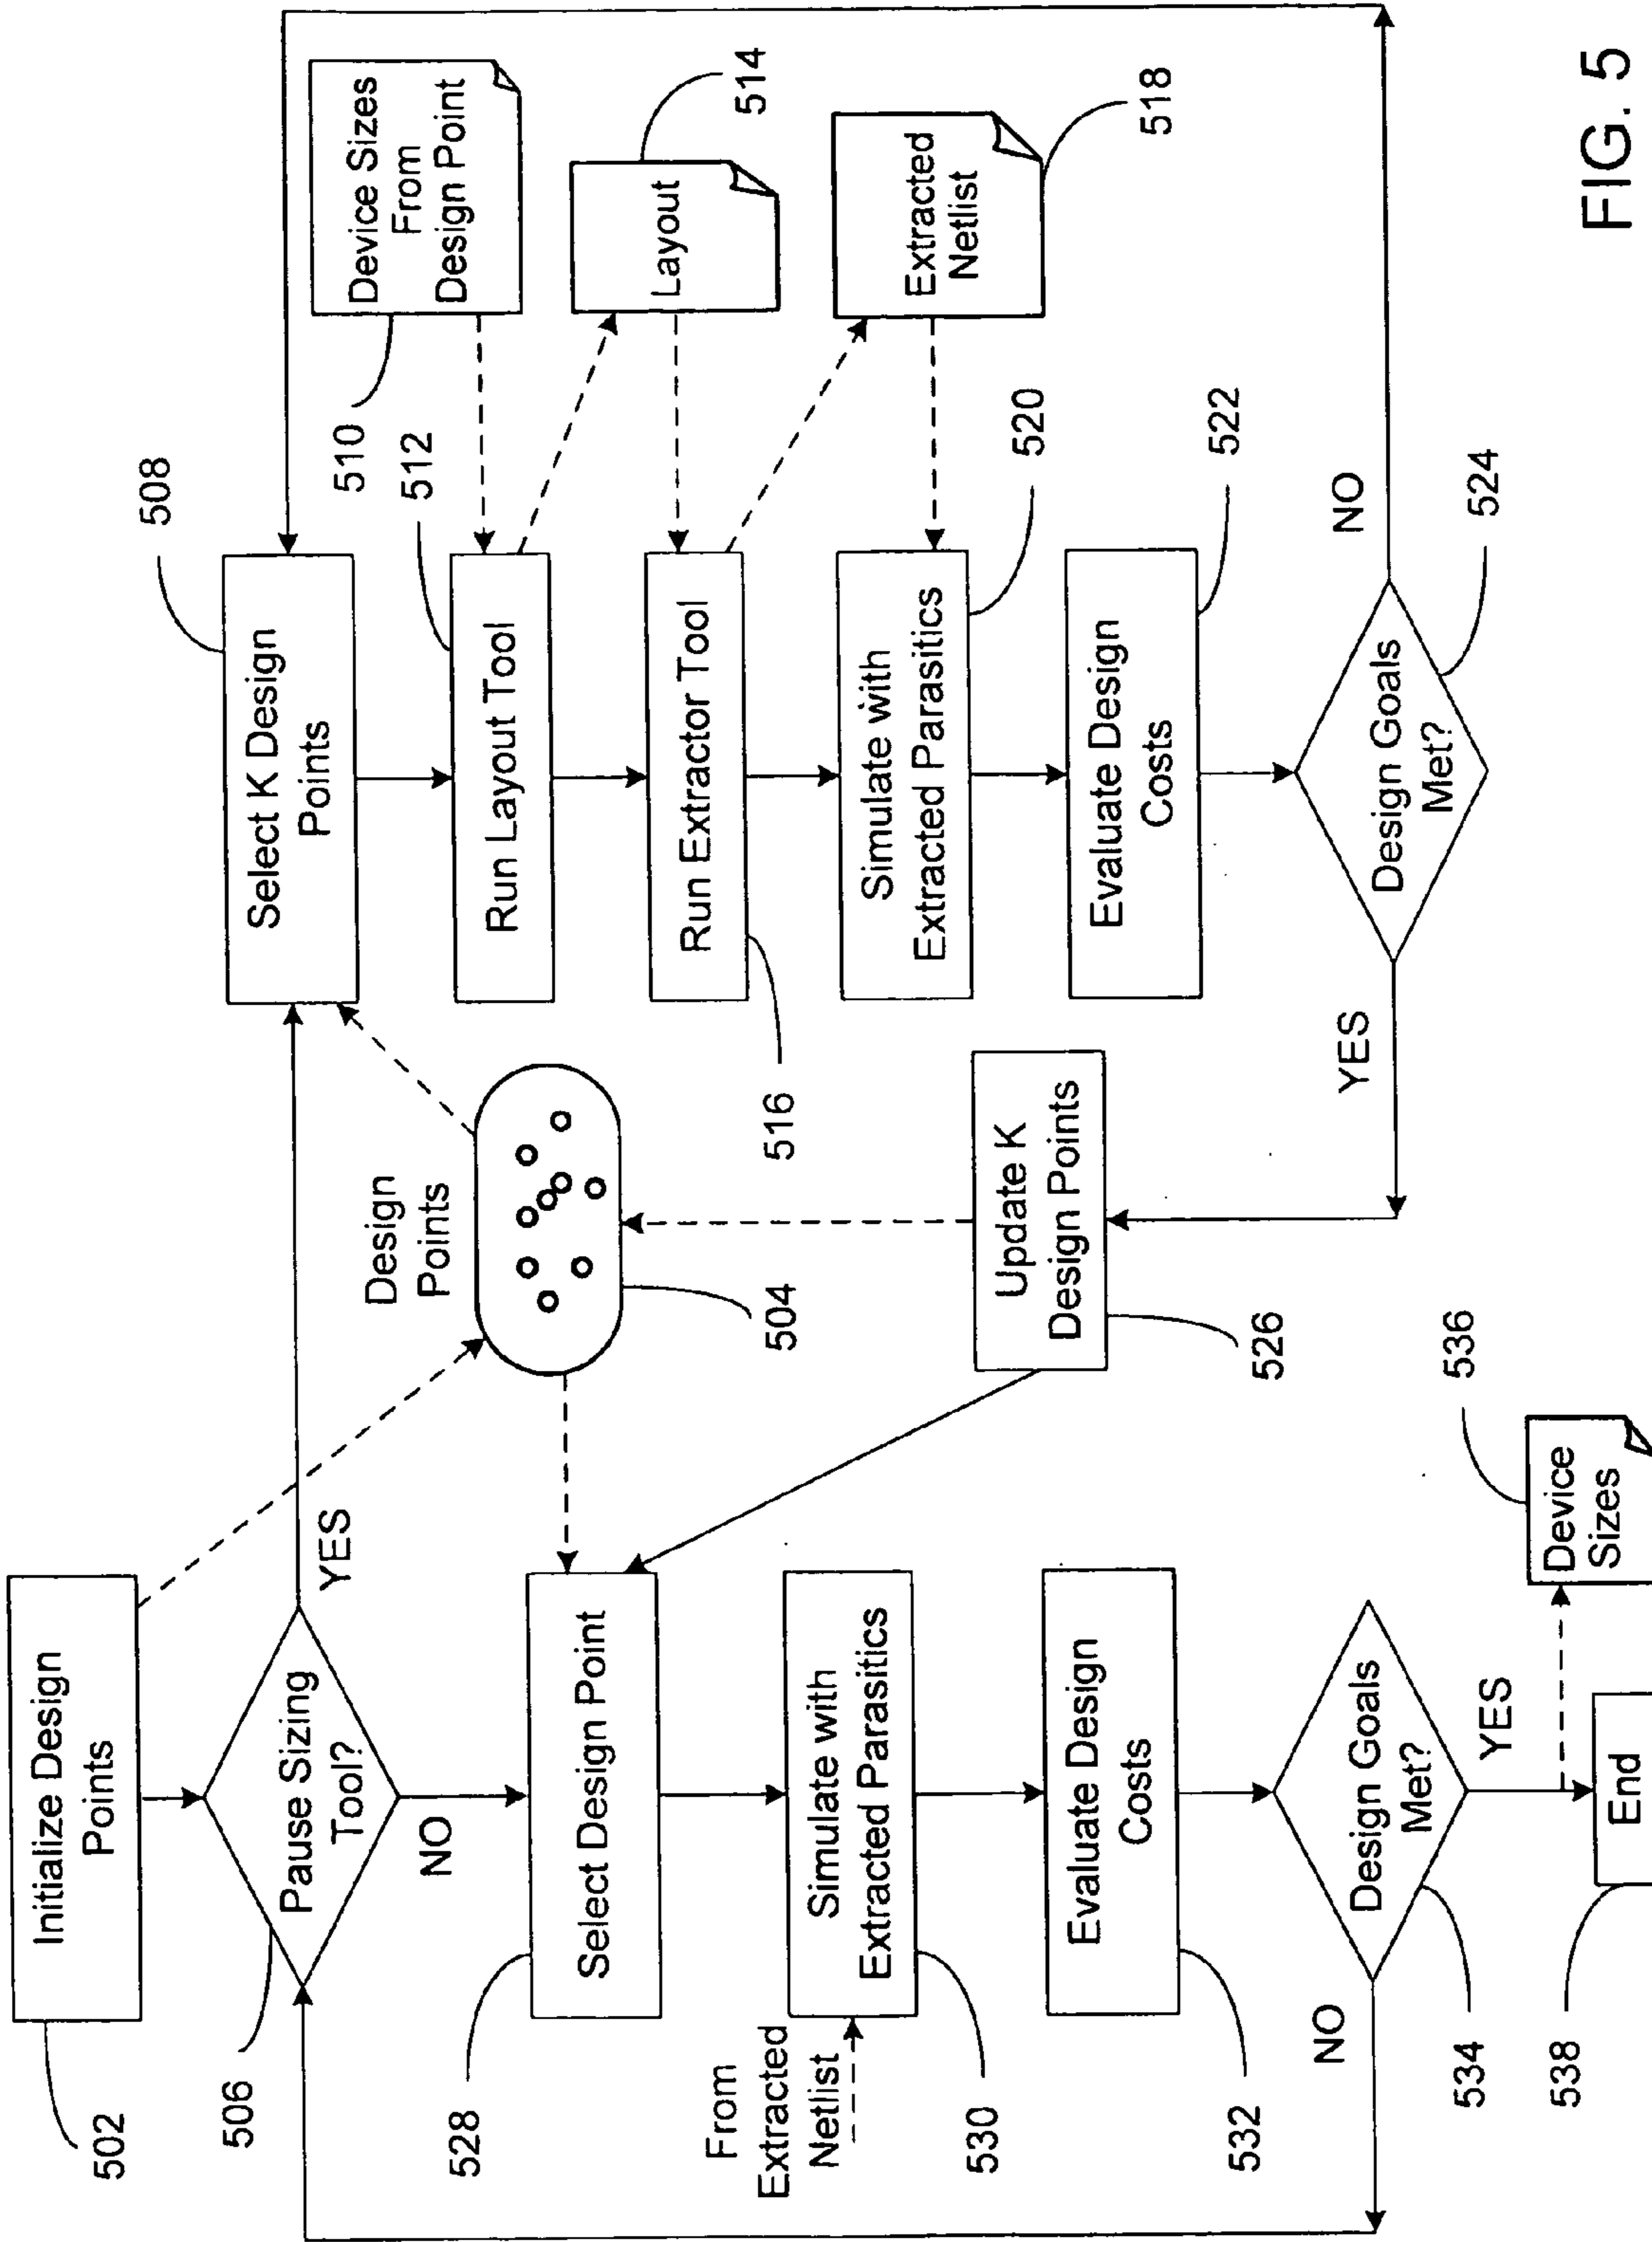 502
Initialize Design
Points
506
Pause Sizing
Tool?
YES
NO
528
Select Design Point
From
Extracted
Netlist
Simulate with
Extracted Parasitics
530
Evaluate Design
Costs
532
Design Goals
Met?
NO
YES
534
Device
Sizes
536
End
538
Design
Points
504
Update K
Design Points
526
508
Select K Design
Points
510
Device Sizes
From
Design Point
512
Run Layout Tool
514
Layout
Run Extractor Tool
516
Extracted
Netlist
518
Simulate with
Extracted Parasitics
520
Evaluate Design
Costs
522
Design Goals
Met?
YES
NO
524
FIG. 5